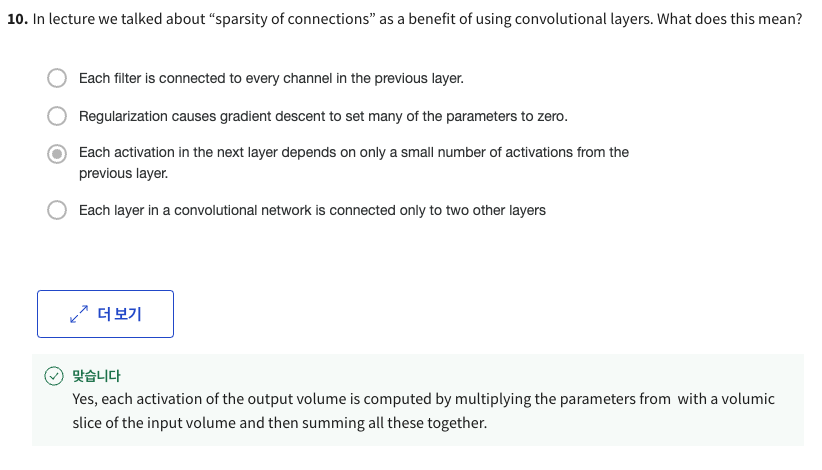 10. In lecture we talked about “sparsity of connections” as a benefit of using convolutional layers. What does this mean?
Each filter is connected to every channel in the previous layer.
Regularization causes gradient descent to set many of the parameters to zero.
Each activation in the next layer depends on only a small number of activations from the
previous layer.
Each layer in a convolutional network is connected only to two other layers
더 보기
맞습니다
Yes, each activation of the output volume is computed by multiplying the parameters from with a volumic
slice of the input volume and then summing all these together.